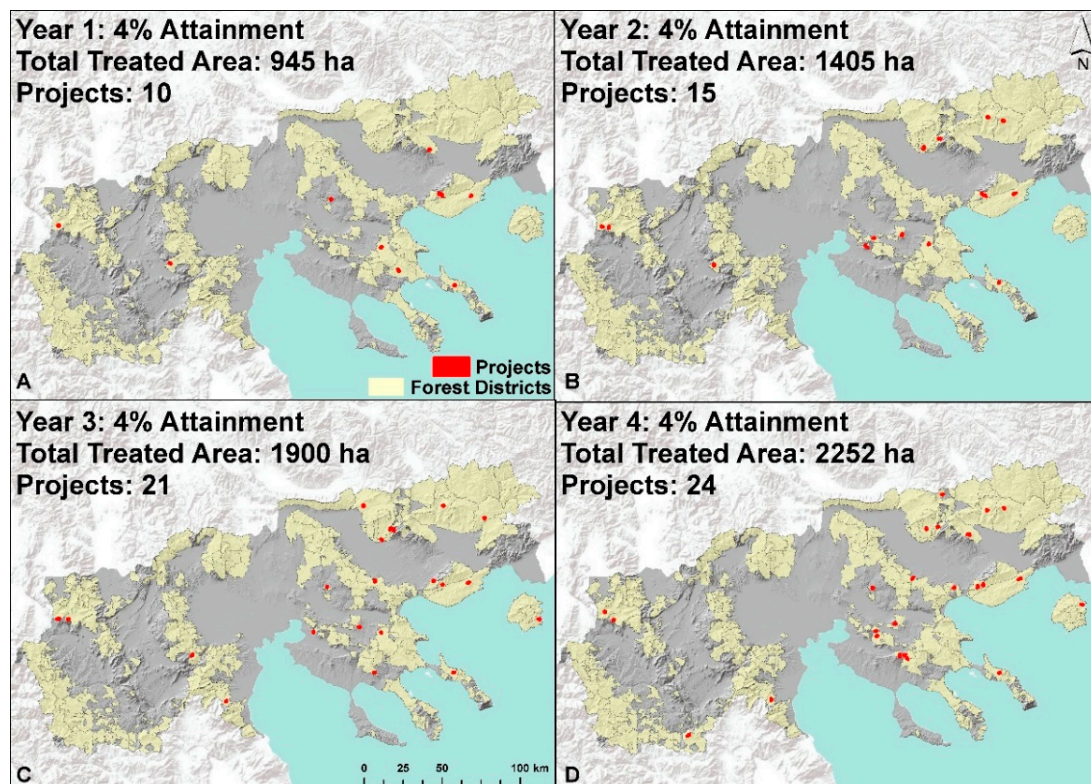 Year 1: 4% Attainment
Total Treated Area: 945 ha
Projects: 10
Projects
Forest Districts
A
Year 2: 4% Attainment
Total Treated Area: 1405 ha
Projects: 15
N
B
Year 3: 4% Attainment
Total Treated Area: 1900 ha
Projects: 21
0 25 50 100 km
C
Year 4: 4% Attainment
Total Treated Area: 2252 ha
Projects: 24
D